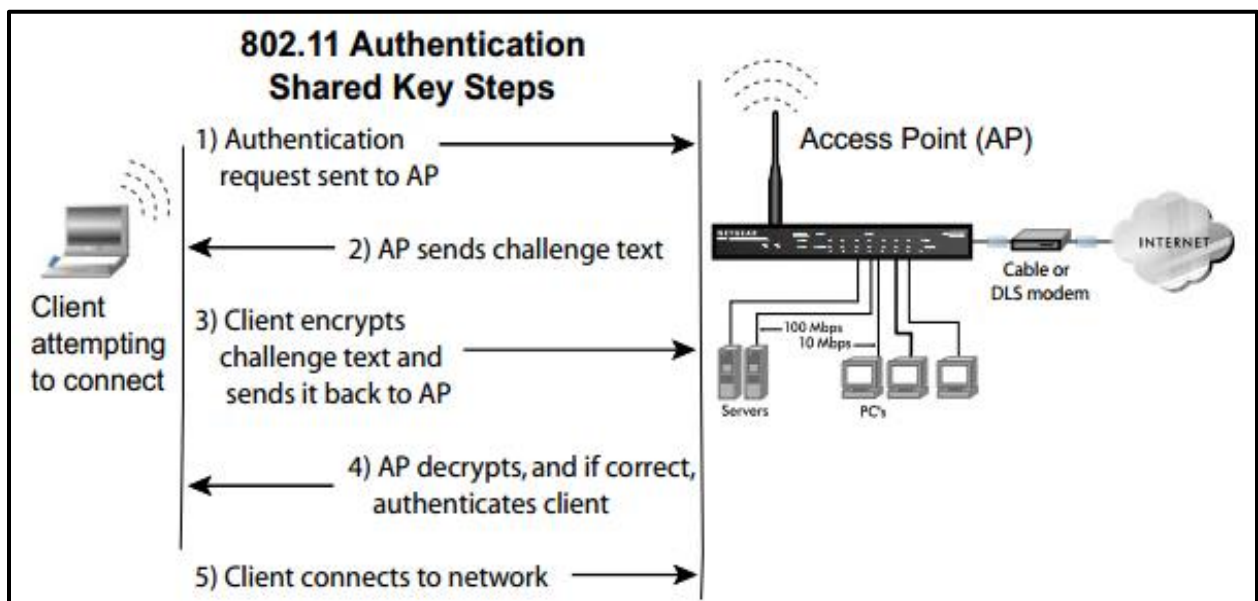 802.11 Authentication
Shared Key Steps
1) Authentication
request sent to AP
2) AP sends challenge text
3) Client encrypts
challenge text and
sends it back to AP
4) AP decrypts, and if correct,
authenticates client
5) Client connects to network
Client
attempting
to connect
Access Point (AP)
NETGEAR
INTERNET
Cable or
DLS modem
100 Mbps
10 Mbps
Servers
PC's